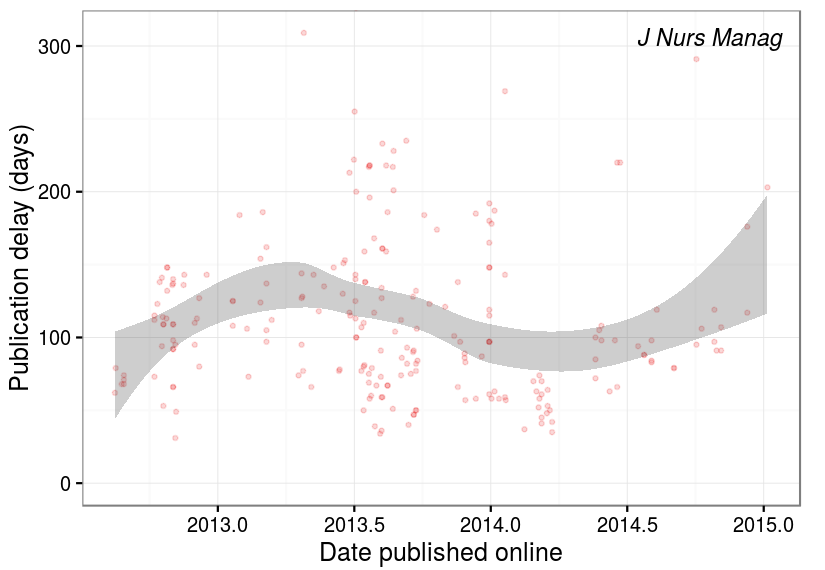 J Nurs Manag
Publication delay (days)
300
200
100
0
2013.0 2013.5 2014.0 2014.5 2015.0
Date published online